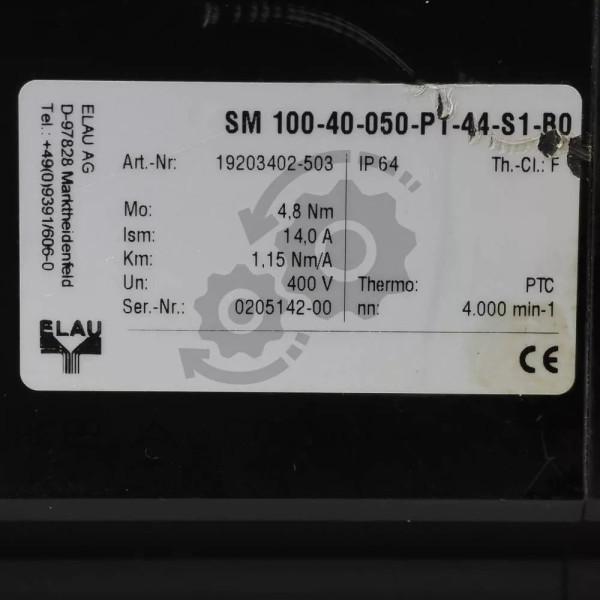 SM 100-40-050-P1-44-S1-B0
Art.-Nr: 19203402-503 IP 64 Th.-Cl.: F
Mo: 4,8 Nm
Ism: 14,0 A
Km: 1,15 Nm/A
Un: 400 V Thermo: PTC
Ser.-Nr.: 0205142-00 nn: 4.000 min-1
ELAU AG
D-97828 Marktheidenfeld
Tel.: +49(0)9391/606-0
ELAU
CE